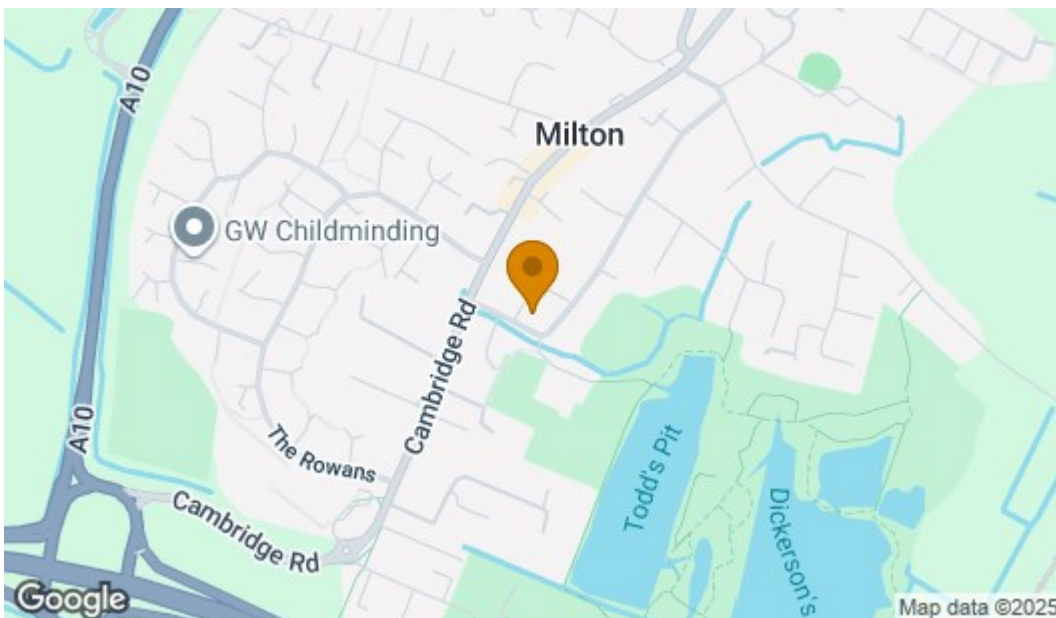 A10
Milton
GW Childminding
Cambridge Rd
A10
The Rowans
Cambridge Rd
Todd's Pit
Dickerson's
Google
Map data ©2025